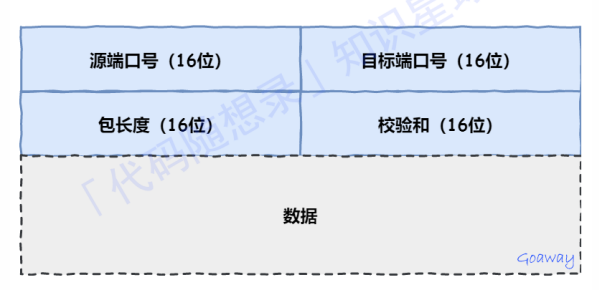 源端口号（16位）
目标端口号（16位）
包长度（16位）
校验和（16位）
数据
「代码随想录」知识星球
Goaway